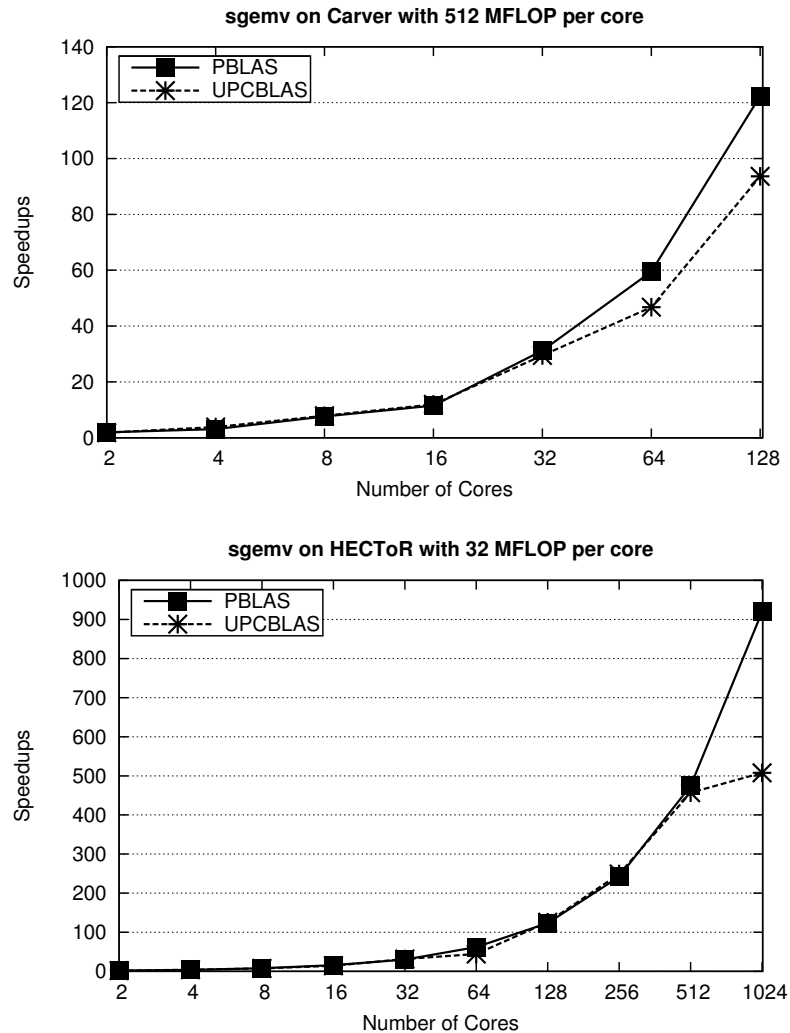 sgemv on Carver with 512 MFLOP per core
140
120
100
80
60
40
20
0
Speedups
PBLAS
UPCBLAS
2 4 8 16 32 64 128
Number of Cores
sgemv on HECToR with 32 MFLOP per core
1000
900
800
700
600
500
400
300
200
100
0
Speedups
PBLAS
UPCBLAS
2 4 8 16 32 64 128 256 512 1024
Number of Cores